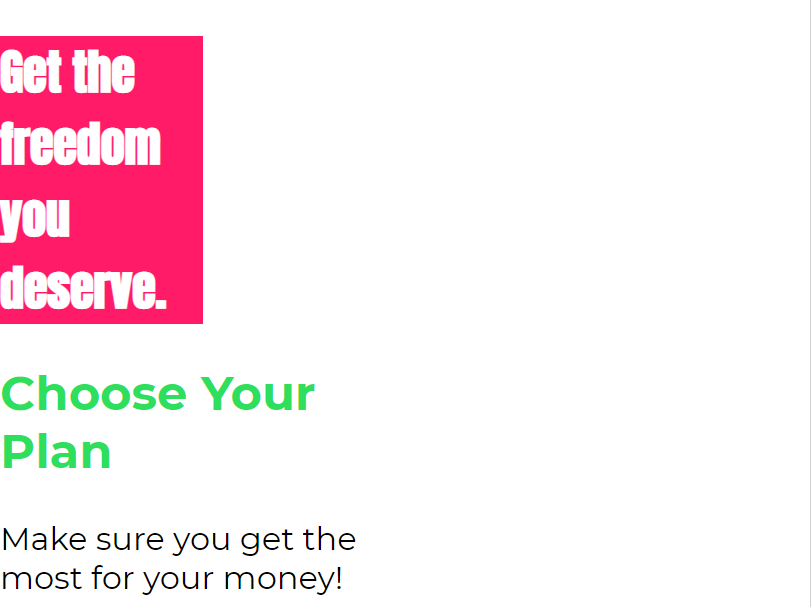 Get the
freedom
you
deserve.
Choose Your
Plan
Make sure you get the
most for your money!